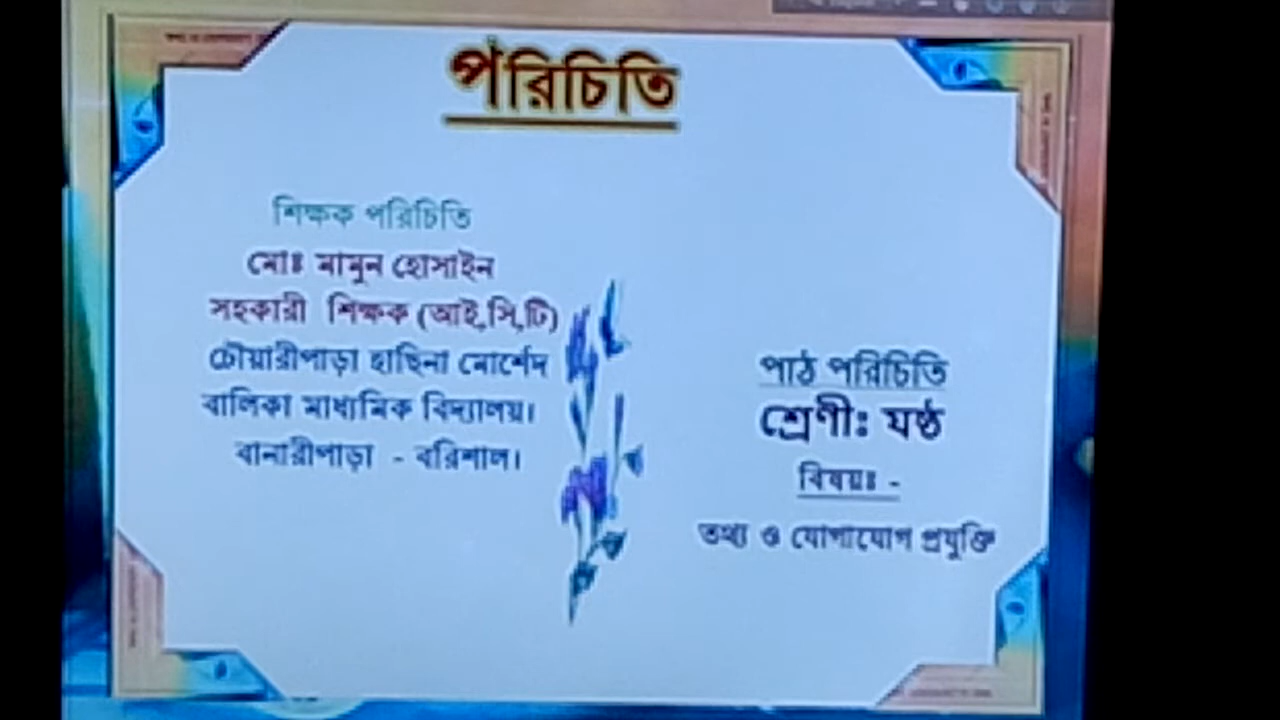 পরিচিতি
শিক্ষক পরিচিতি
মোঃ মামুন হোসাইন
সহকারী শিক্ষক (আই,সি,টি)
চৌয়ারীপাড়া হাছিনা মোর্শেদ
বালিকা মাধ্যমিক বিদ্যালয়।
বানারীপাড়া - বরিশাল।
পাঠ পরিচিতি
শ্রেণীঃ ষষ্ঠ
বিষয়ঃ -
তথ্য ও যোগাযোগ প্রযুক্তি